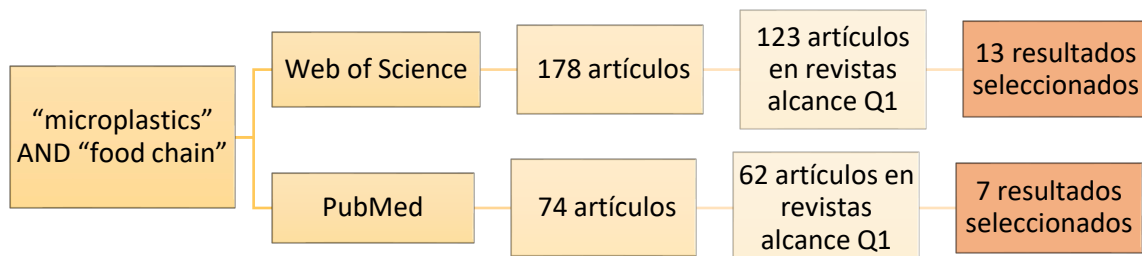 “microplastics”
AND “food chain”
Web of Science
178 artículos
123 artículos
en revistas
alcance Q1
13 resultados
seleccionados
PubMed
74 artículos
62 artículos en
revistas
alcance Q1
7 resultados
seleccionados